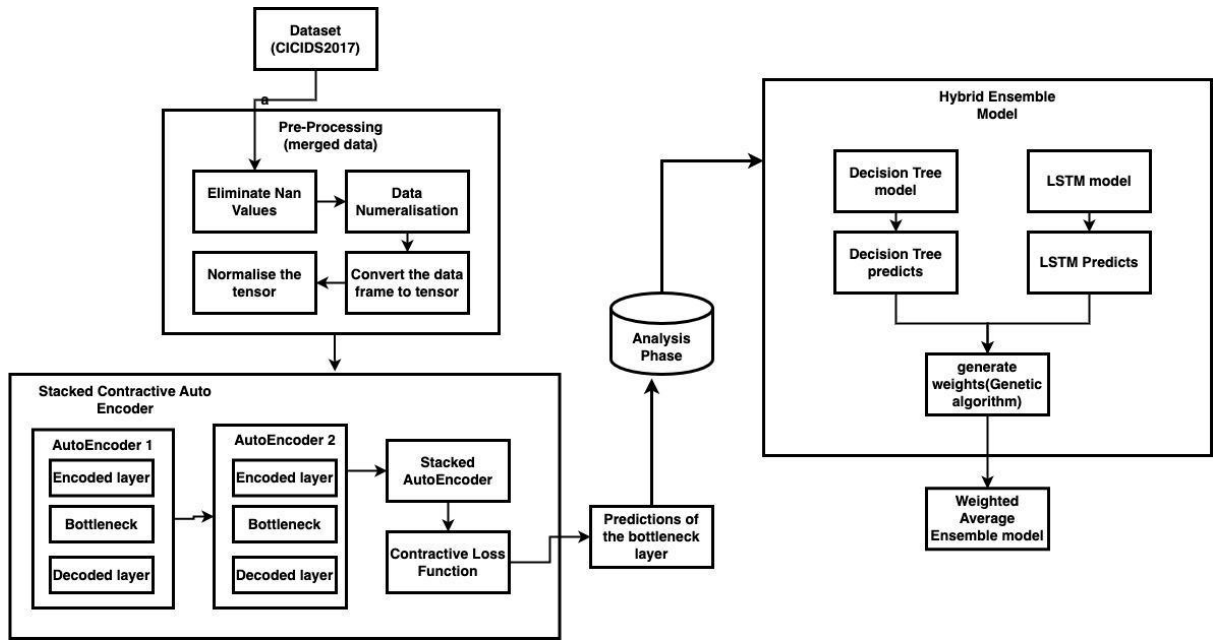 Dataset
(CICIDS2017)
a
Pre-Processing
(merged data)
Eliminate Nan
Values
Data
Numeralisation
Normalise the
tensor
Convert the data
frame to tensor
Stacked Contractive Auto
Encoder
AutoEncoder 1
Encoded layer
Bottleneck
Decoded layer
AutoEncoder 2
Encoded layer
Bottleneck
Decoded layer
Stacked
AutoEncoder
Contractive Loss
Function
Predictions of
the bottleneck
layer
Analysis
Phase
Hybrid Ensemble
Model
Decision Tree
model
LSTM model
Decision Tree
predicts
LSTM Predicts
generate
weights(Genetic
algorithm)
Weighted
Average
Ensemble model